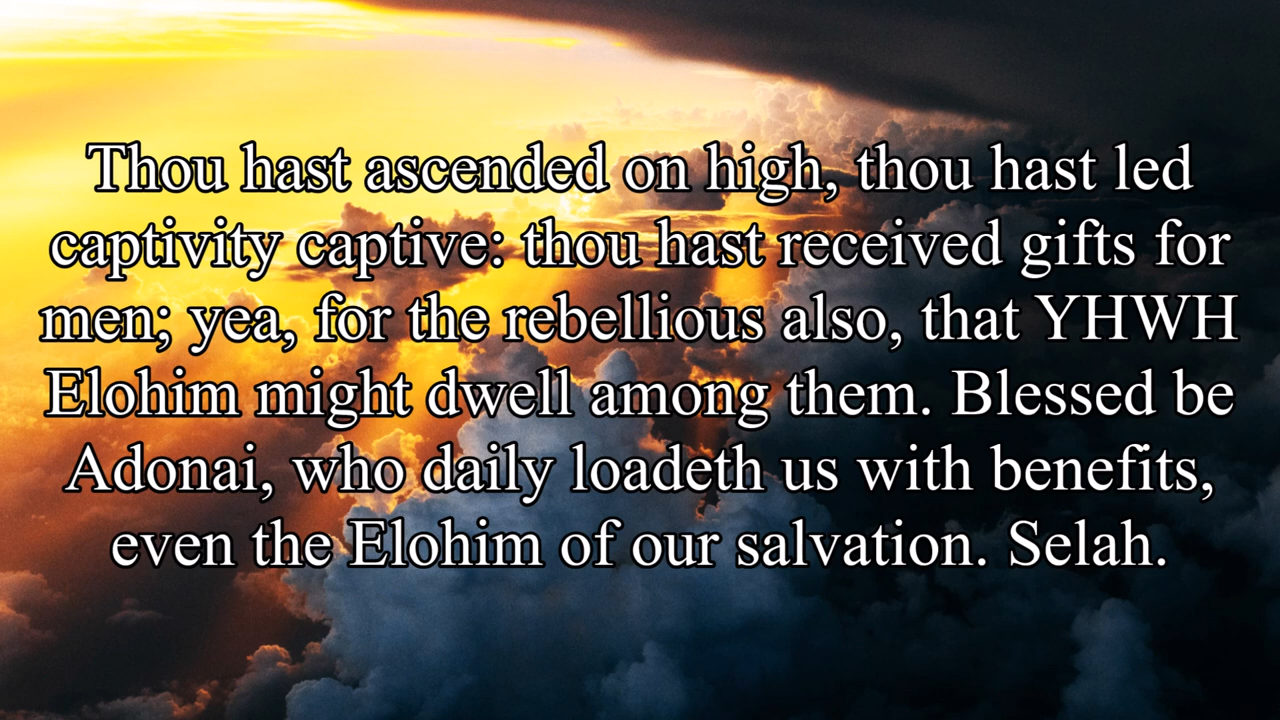 Thou hast ascended on high, thou hast led
captivity captive: thou hast received gifts for
men; yea, for the rebellious also, that YHWH
Elohim might dwell among them. Blessed be
Adonai, who daily loadeth us with benefits,
even the Elohim of our salvation. Selah.